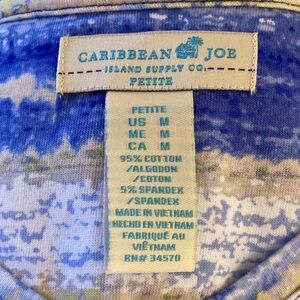 CARIBBEAN JOE
ISLAND SUPPLY CO.
PETITE
PETITE
US M
ME M
CA M
95% COTTON
/ALGODON
/COTON
5% SPANDEX
/SPANDEX
MADE IN VIETNAM
HECHO EN VIETNAM
FABRIQUÉ AU
VIÊTNAM
RN# 34570